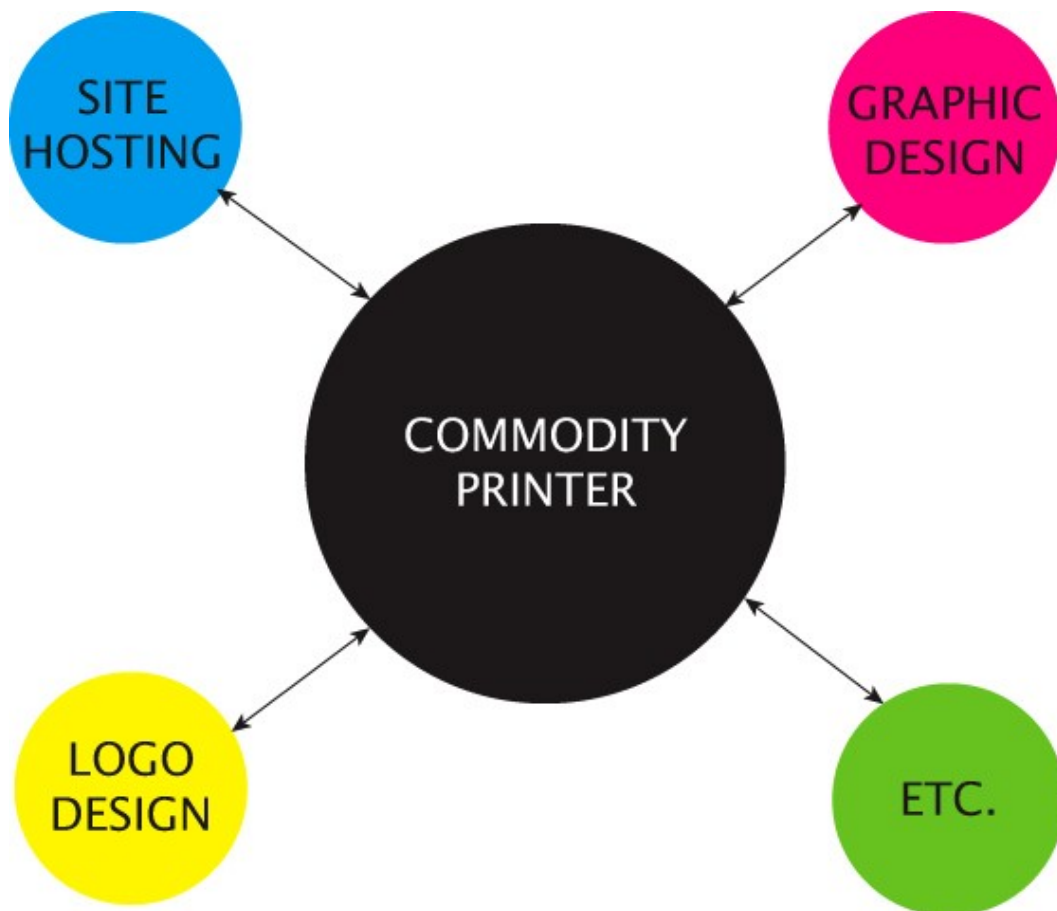 SITE
HOSTING
GRAPHIC
DESIGN
COMMODITY
PRINTER
LOGO
DESIGN
ETC.